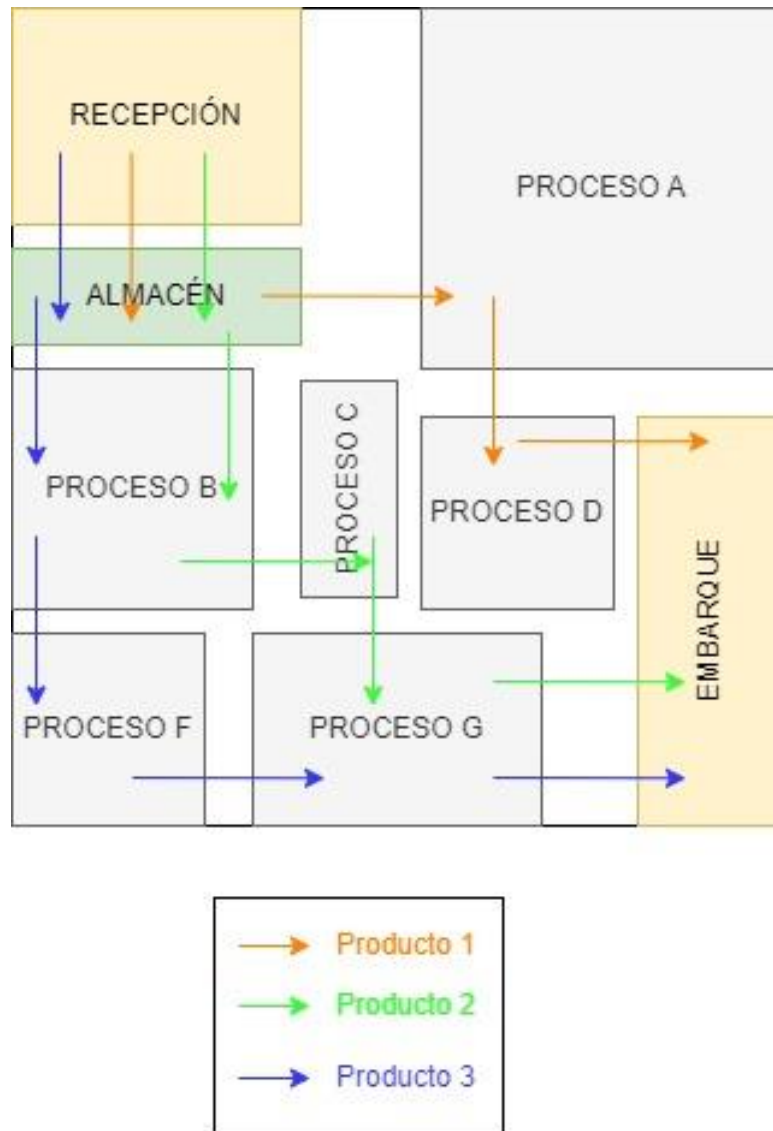 RECEPCIÓN
PROCESO A
ALMACÉN
PROCESO B
PROCESO C
PROCESO D
EMBARQUE
PROCESO F
PROCESO G
Producto 1
Producto 2
Producto 3